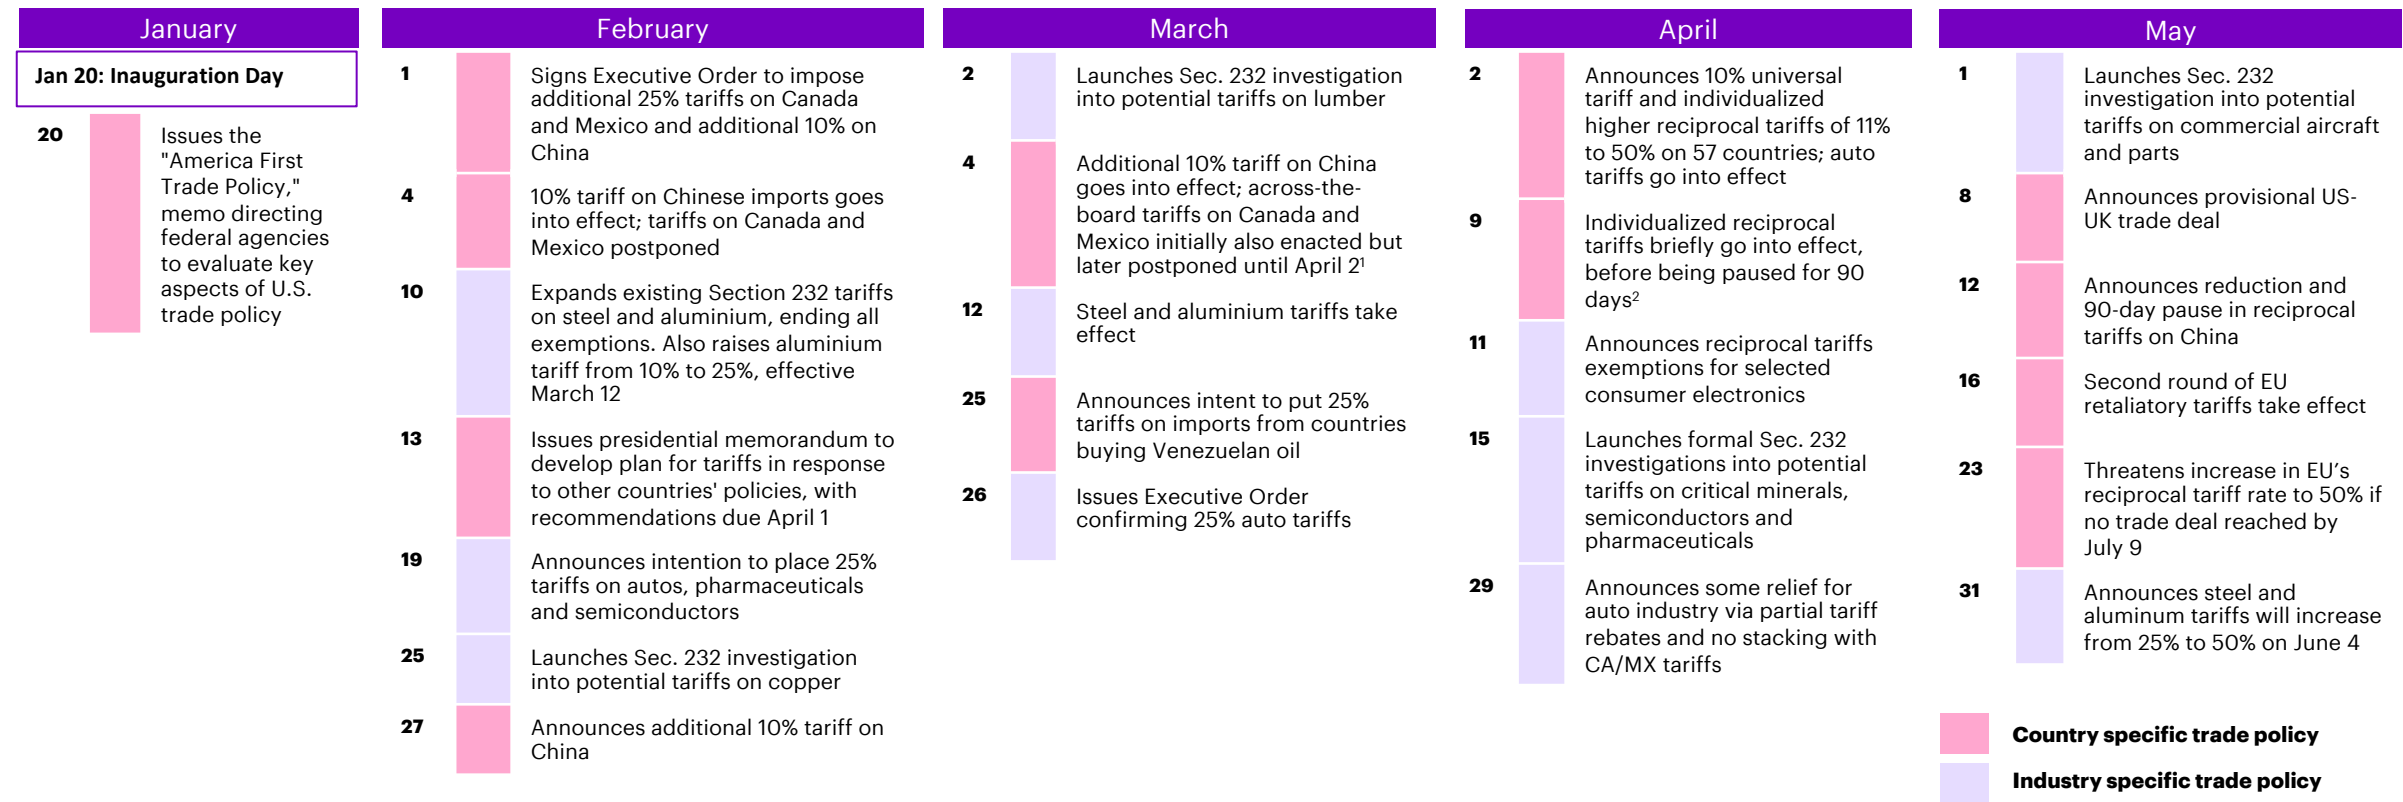 January
Jan 20: Inauguration Day
20
Issues the
"America First
Trade Policy,"
memo directing
federal agencies
to evaluate key
aspects of U.S.
trade policy
February
1
Signs Executive Order to impose
additional 25% tariffs on Canada
and Mexico and additional 10% on
China
4
10% tariff on Chinese imports goes
into effect; tariffs on Canada and
Mexico postponed
10
Expands existing Section 232 tariffs
on steel and aluminium, ending all
exemptions. Also raises aluminium
tariff from 10% to 25%, effective
March 12
13
Issues presidential memorandum to
develop plan for tariffs in response
to other countries' policies, with
recommendations due April 1
19
Announces intention to place 25%
tariffs on autos, pharmaceuticals
and semiconductors
25
Launches Sec. 232 investigation
into potential tariffs on copper
27
Announces additional 10% tariff on
China
March
2
Launches Sec. 232 investigation
into potential tariffs on lumber
4
Additional 10% tariff on China
goes into effect; across-the-
board tariffs on Canada and
Mexico initially also enacted but
later postponed until April 2¹
12
Steel and aluminium tariffs take
effect
25
Announces intent to put 25%
tariffs on imports from countries
buying Venezuelan oil
26
Issues Executive Order
confirming 25% auto tariffs
April
2
Announces 10% universal
tariff and individualized
higher reciprocal tariffs of 11%
to 50% on 57 countries; auto
tariffs go into effect
9
Individualized reciprocal
tariffs briefly go into effect,
before being paused for 90
days²
11
Announces reciprocal tariffs
exemptions for selected
consumer electronics
15
Launches formal Sec. 232
investigations into potential
tariffs on critical minerals,
semiconductors and
pharmaceuticals
29
Announces some relief for
auto industry via partial tariff
rebates and no stacking with
CA/MX tariffs
May
1
Launches Sec. 232
investigation into potential
tariffs on commercial aircraft
and parts
8
Announces provisional US-
UK trade deal
12
Announces reduction and
90-day pause in reciprocal
tariffs on China
16
Second round of EU
retaliatory tariffs take effect
23
Threatens increase in EU’s
reciprocal tariff rate to 50% if
no trade deal reached by
July 9
31
Announces steel and
aluminum tariffs will increase
from 25% to 50% on June 4
Country specific trade policy
Industry specific trade policy